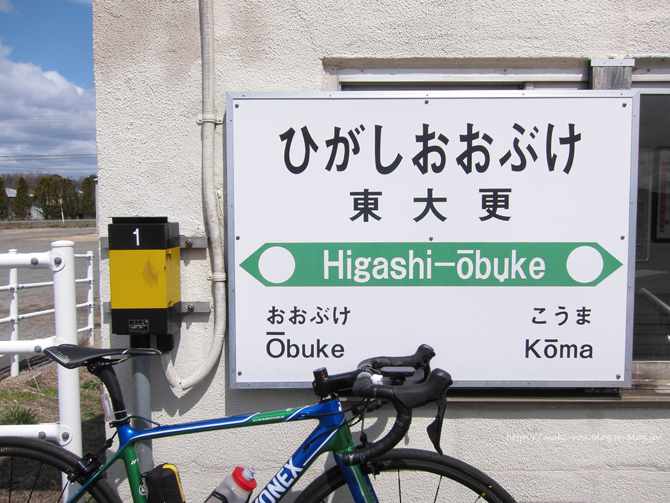 ひがしおおぶけ
東大更
Higashi-ōbuke
おおぶけ
こうま
Ōbuke
Kōma
1
YONEX